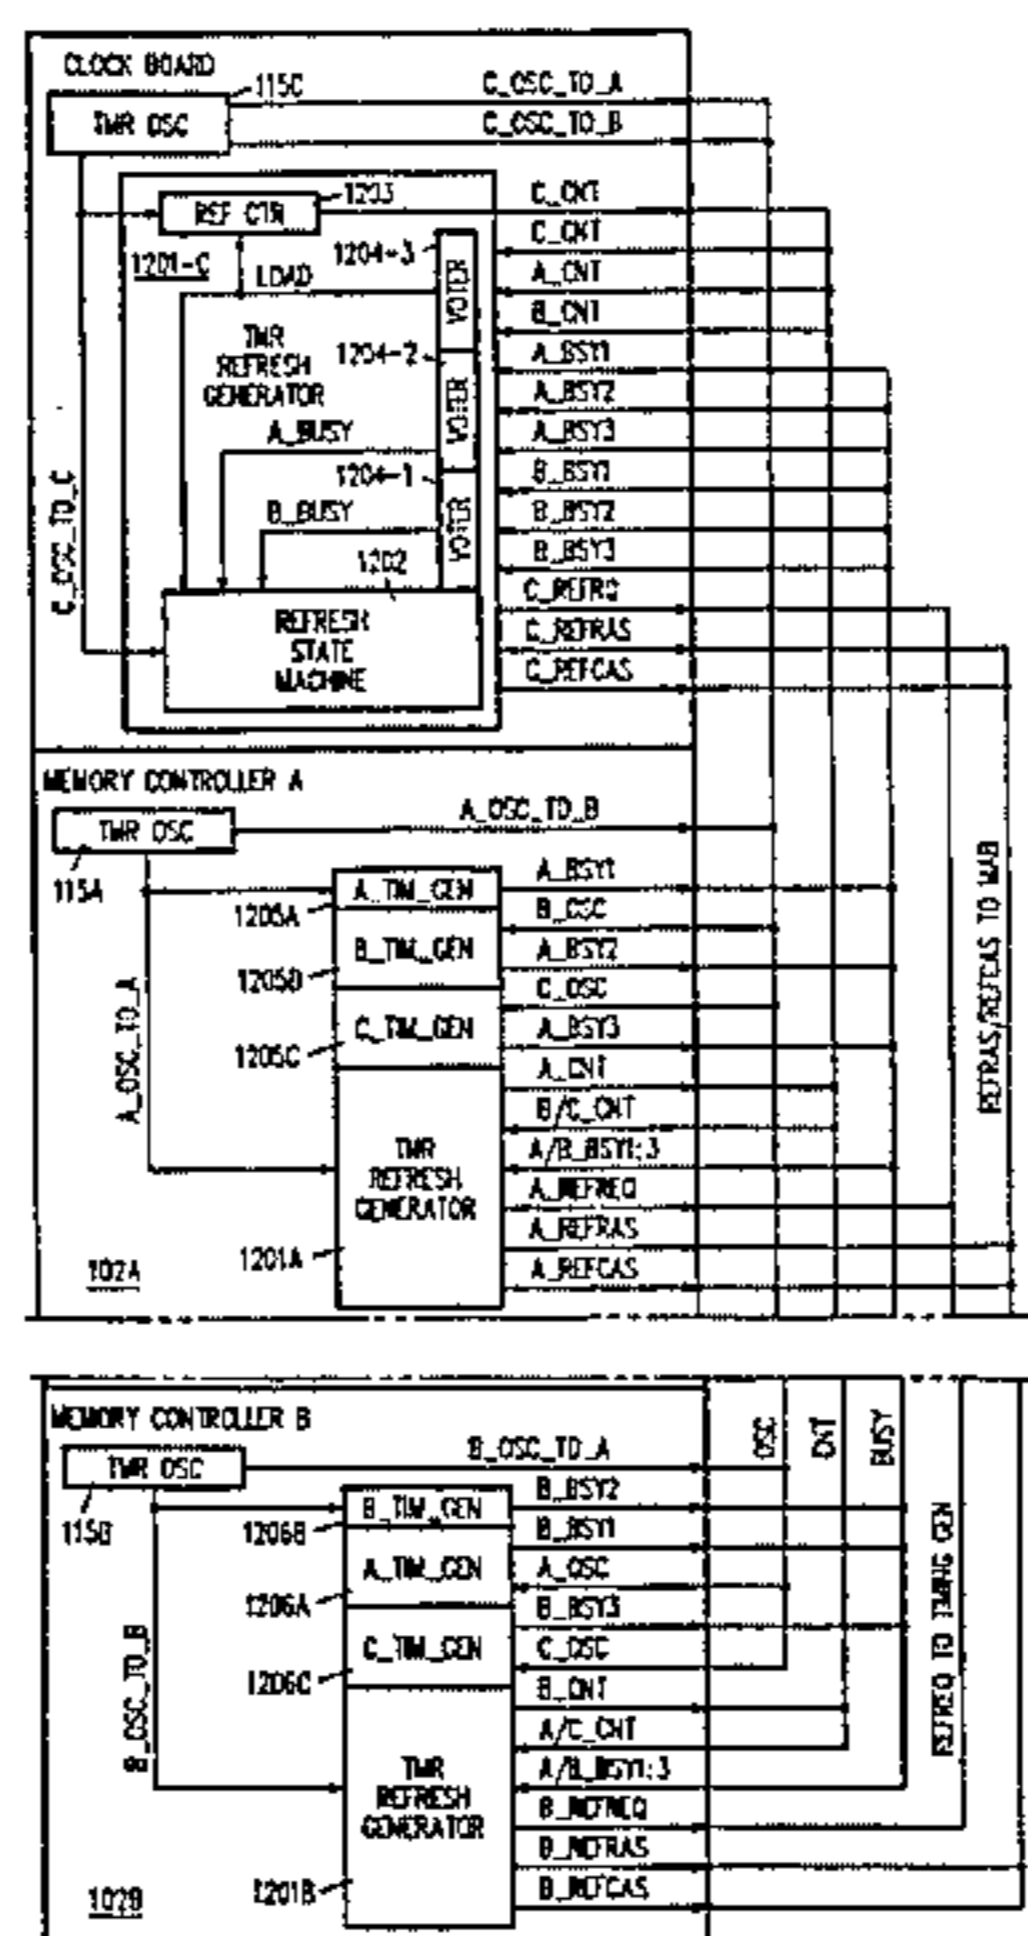 CLOCK BOARD
115C
TMR OSC
C_OSC_TO_A
C_OSC_TO_B
1203
REF CTR
1201-C
LOAD
1204-3
VOTER
C_CNT
C_CNT
A_CNT
B_CNT
TMR
REFRESH
GENERATOR
1204-2
VOTER
A_BSY1
A_BSY2
A_BSY3
A_BUSY
1204-1
VOTER
B_BSY1
B_BSY2
B_BSY3
B_BUSY
1202
C_OSC_TO_C
REFRESH
STATE
MACHINE
C_REFRQ
C_REFRAS
C_REFCAS
MEMORY CONTROLLER A
TMR OSC
A_OSC_TO_B
115A
A_TIM_GEN
1205A
B_TIM_GEN
1205B
C_TIM_GEN
1205C
A_OSC_TO_A
A_BSY1
B_OSC
A_BSY2
C_OSC
A_BSY3
A_CNT
B/C_CNT
A/B_BSY1:3
A_REFREQ
A_REFRAS
A_REFCAS
TMR
REFRESH
GENERATOR
1201A
102A
REFRAS/REFCAS TO MAB
MEMORY CONTROLLER B
TMR OSC
B_OSC_TO_A
OSC
CNT
BUSY
115B
B_TIM_GEN
1206B
A_TIM_GEN
1206A
C_TIM_GEN
1206C
B_OSC_TO_B
B_BSY2
B_BSY1
A_OSC
B_BSY3
C_OSC
B_CNT
A/C_CNT
A/B_BSY1:3
B_REFREQ
B_REFRAS
B_REFCAS
TMR
REFRESH
GENERATOR
1201B
102B
REFREQ TO TIMING GEN